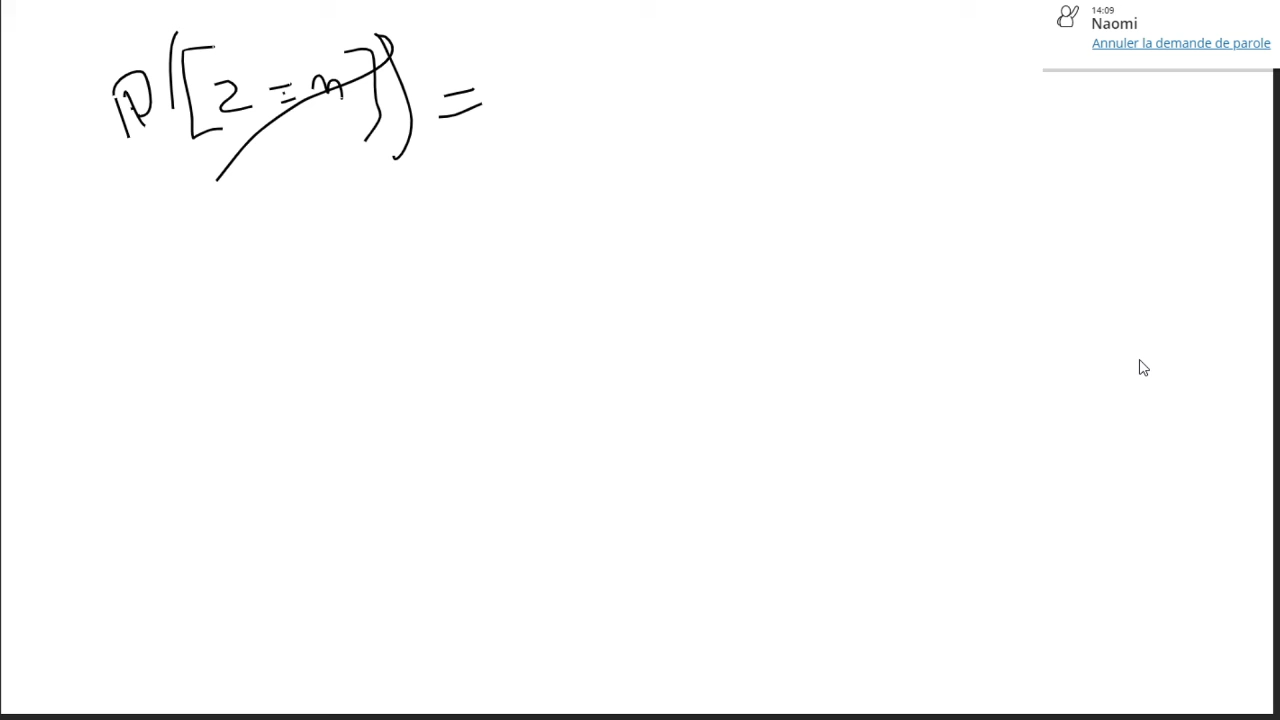 P([Z = n]) =
14:09
Naomi
Annuler la demande de parole